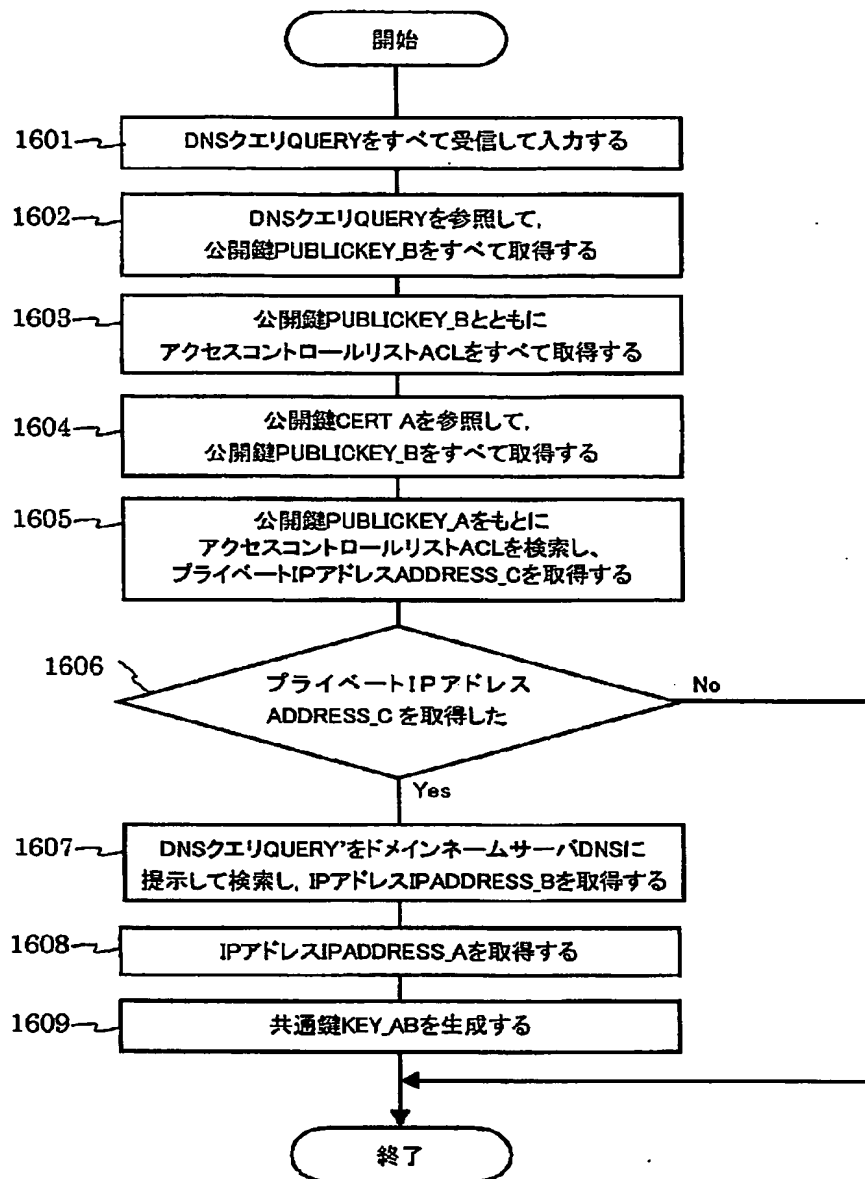 開始
1601
DNSクエリQUERYをすべて受信して入力する
1602
DNSクエリQUERYを参照して,
公開鍵PUBLICKEY_Bをすべて取得する
1603
公開鍵PUBLICKEY_Bとともに
アクセスコントロールリストACLをすべて取得する
1604
公開鍵CERT Aを参照して,
公開鍵PUBLICKEY_Bをすべて取得する
1605
公開鍵PUBLICKEY_Aをもとに
アクセスコントロールリストACLを検索し、
プライベートIPアドレスADDRESS_Cを取得する
1606
プライベートIPアドレス
ADDRESS_C を取得した
No
Yes
1607
DNSクエリQUERY'をドメインネームサーバDNSに
提示して検索し, IPアドレスIPADDRESS_Bを取得する
1608
IPアドレスIPADDRESS_Aを取得する
1609
共通鍵KEY_ABを生成する
終了